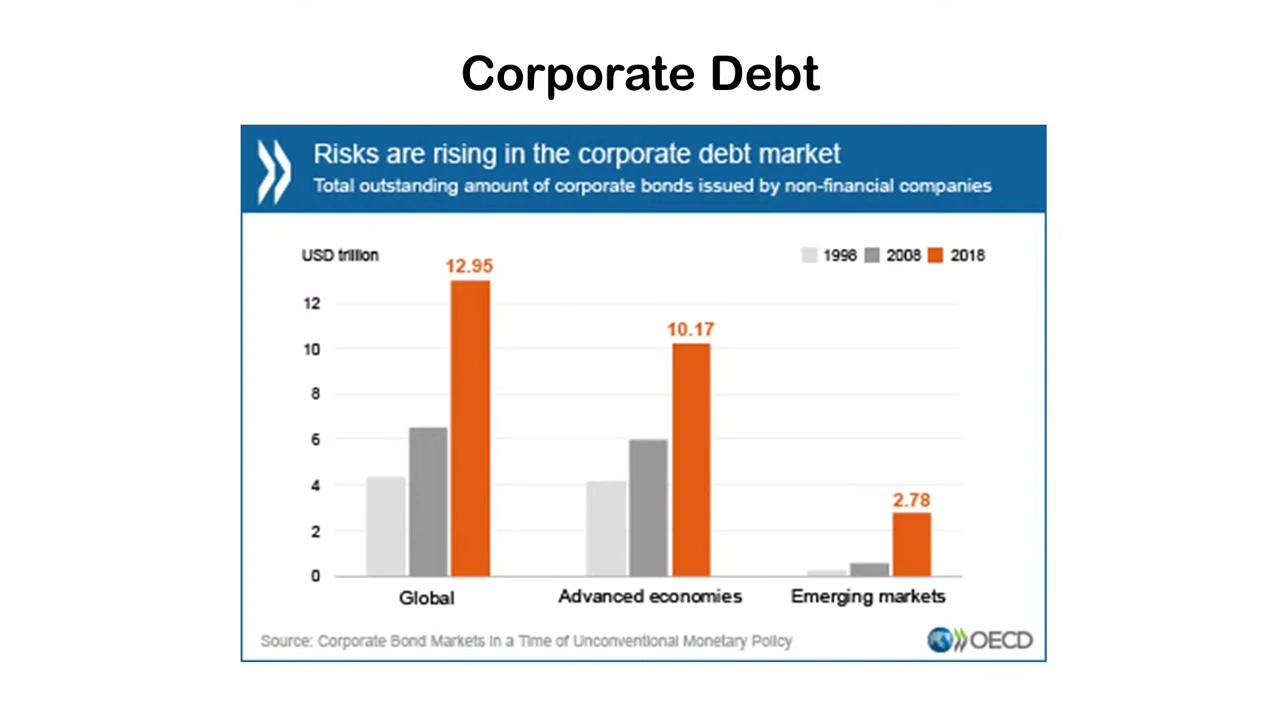 Corporate Debt
Risks are rising in the corporate debt market
Total outstanding amount of corporate bonds issued by non-financial companies
USD trillion
1998 2008 2018
12.95
10.17
2.78
12
10
8
6
4
2
0
Global Advanced economies Emerging markets
Source: Corporate Bond Markets in a Time of Unconventional Monetary Policy
OECD